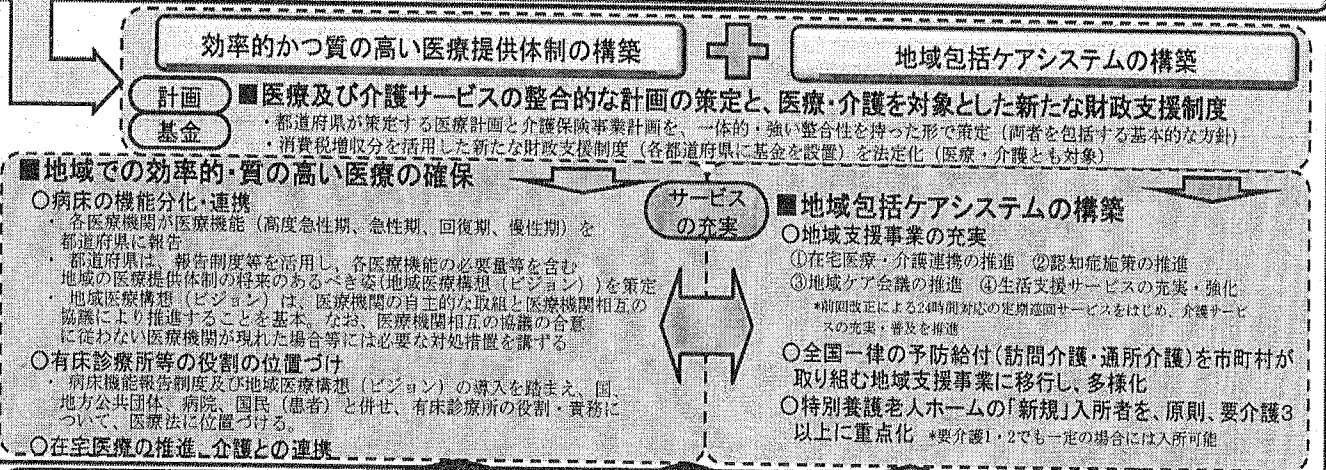 効率的かつ質の高い医療提供体制の構築
地域包括ケアシステムの構築
計画
基金
■医療及び介護サービスの整合的な計画の策定と、医療・介護を対象とした新たな財政支援制度
・都道府県が策定する医療計画と介護保険事業計画を、一体的・強い整合性を持った形で策定（両者を包括する基本的な方針）
・消費税増収分を活用した新たな財政支援制度（各都道府県に基金を設置）を法定化（医療・介護とも対象）
■地域での効率的・質の高い医療の確保
○病床の機能分化・連携
・ 各医療機関が医療機能（高度急性期、急性期、回復期、慢性期）を
都道府県に報告
・ 都道府県は、報告制度等を活用し、各医療機能の必要量等を含む
地域の医療提供体制の将来のあるべき姿(地域医療構想（ビジョン）)を策定
・ 地域医療構想（ビジョン）は、医療機関の自主的な取組と医療機関相互の
協議により推進することを基本。なお、医療機関相互の協議の合意
に従わない医療機関が現れた場合等には必要な対処措置を講ずる
○有床診療所等の役割の位置づけ
・ 病床機能報告制度及び地域医療構想（ビジョン）の導入を踏まえ、国、
地方公共団体、病院、国民（患者）と併せ、有床診療所の役割・責務に
ついて、医療法に位置づける。
○在宅医療の推進、介護との連携
サービス
の充実
■地域包括ケアシステムの構築
○地域支援事業の充実
①在宅医療・介護連携の推進 ②認知症施策の推進
③地域ケア会議の推進 ④生活支援サービスの充実・強化
*前回改正による24時間対応の定期巡回サービスをはじめ、介護サービ
スの充実・普及を推進
○全国一律の予防給付(訪問介護・通所介護)を市町村が
取り組む地域支援事業に移行し、多様化
○特別養護老人ホームの「新規」入所者を、原則、要介護3
以上に重点化 *要介護1・2でも一定の場合には入所可能